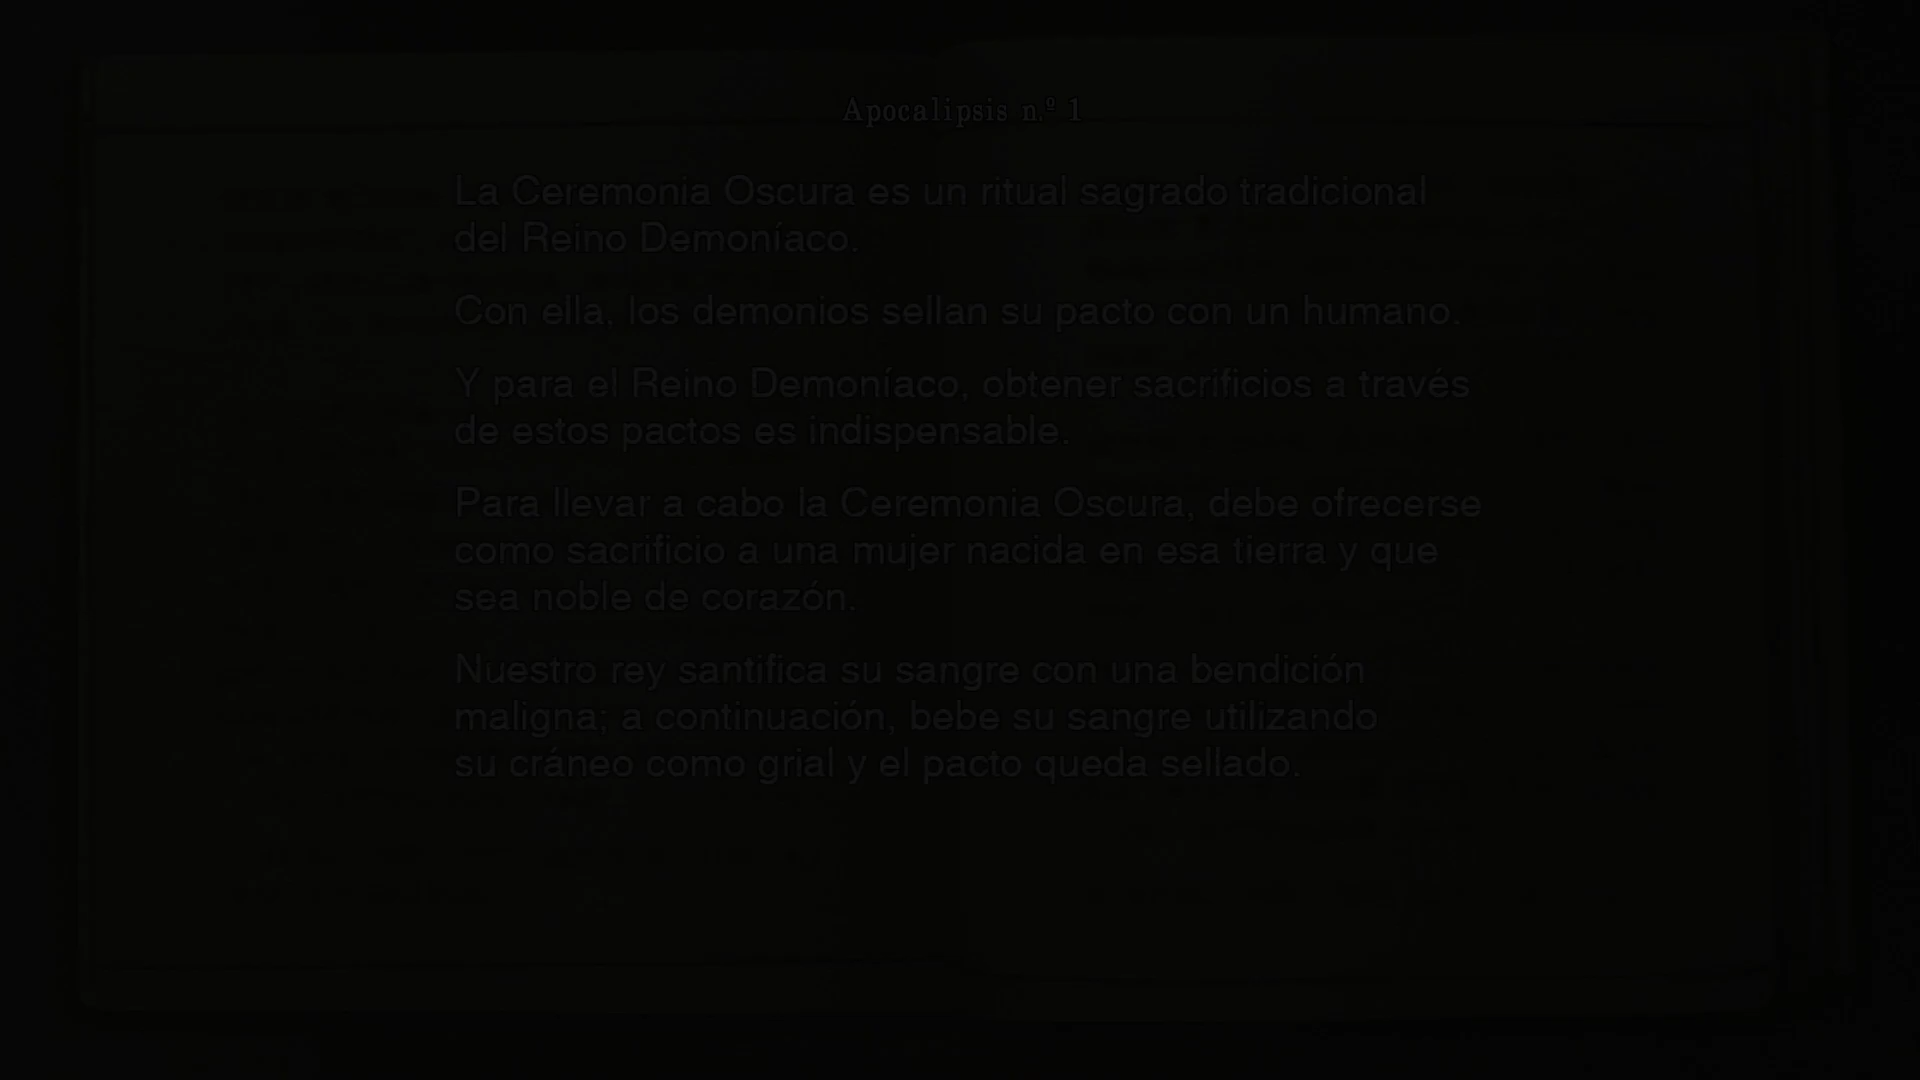 Apocalipsis n.º 1
La Ceremonia Oscura es un ritual sagrado tradicional
del Reino Demoníaco.
Con ella, los demonios sellan su pacto con un humano.
Y para el Reino Demoníaco, obtener sacrificios a través
de estos pactos es indispensable.
Para llevar a cabo la Ceremonia Oscura, debe ofrecerse
como sacrificio a una mujer nacida en esa tierra y que
sea noble de corazón.
Nuestro rey santifica su sangre con una bendición
maligna; a continuación, bebe su sangre utilizando
su cráneo como grial y el pacto queda sellado.